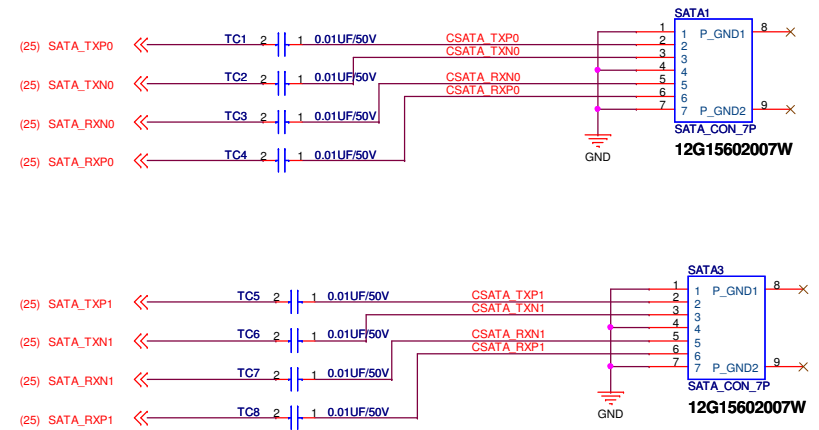 SATA1
(25) SATA_TXP0 TC1 2 1 0.01UF/50V CSATA_TXP0 1 1 P_GND1 8
2 2
CSATA_TXN0 3 3
(25) SATA_TXN0 TC2 2 1 0.01UF/50V 4 4
CSATA_RXN0 5 5
CSATA_RXP0 6 6
7 7 P_GND2 9
(25) SATA_RXN0 TC3 2 1 0.01UF/50V
SATA_CON_7P
12G15602007W
(25) SATA_RXP0 TC4 2 1 0.01UF/50V
GND
SATA3
(25) SATA_TXP1 TC5 2 1 0.01UF/50V CSATA_TXP1 1 1 P_GND1 8
2 2
CSATA_TXN1 3 3
(25) SATA_TXN1 TC6 2 1 0.01UF/50V 4 4
CSATA_RXN1 5 5
CSATA_RXP1 6 6
7 7 P_GND2 9
(25) SATA_RXN1 TC7 2 1 0.01UF/50V
SATA_CON_7P
12G15602007W
(25) SATA_RXP1 TC8 2 1 0.01UF/50V
GND